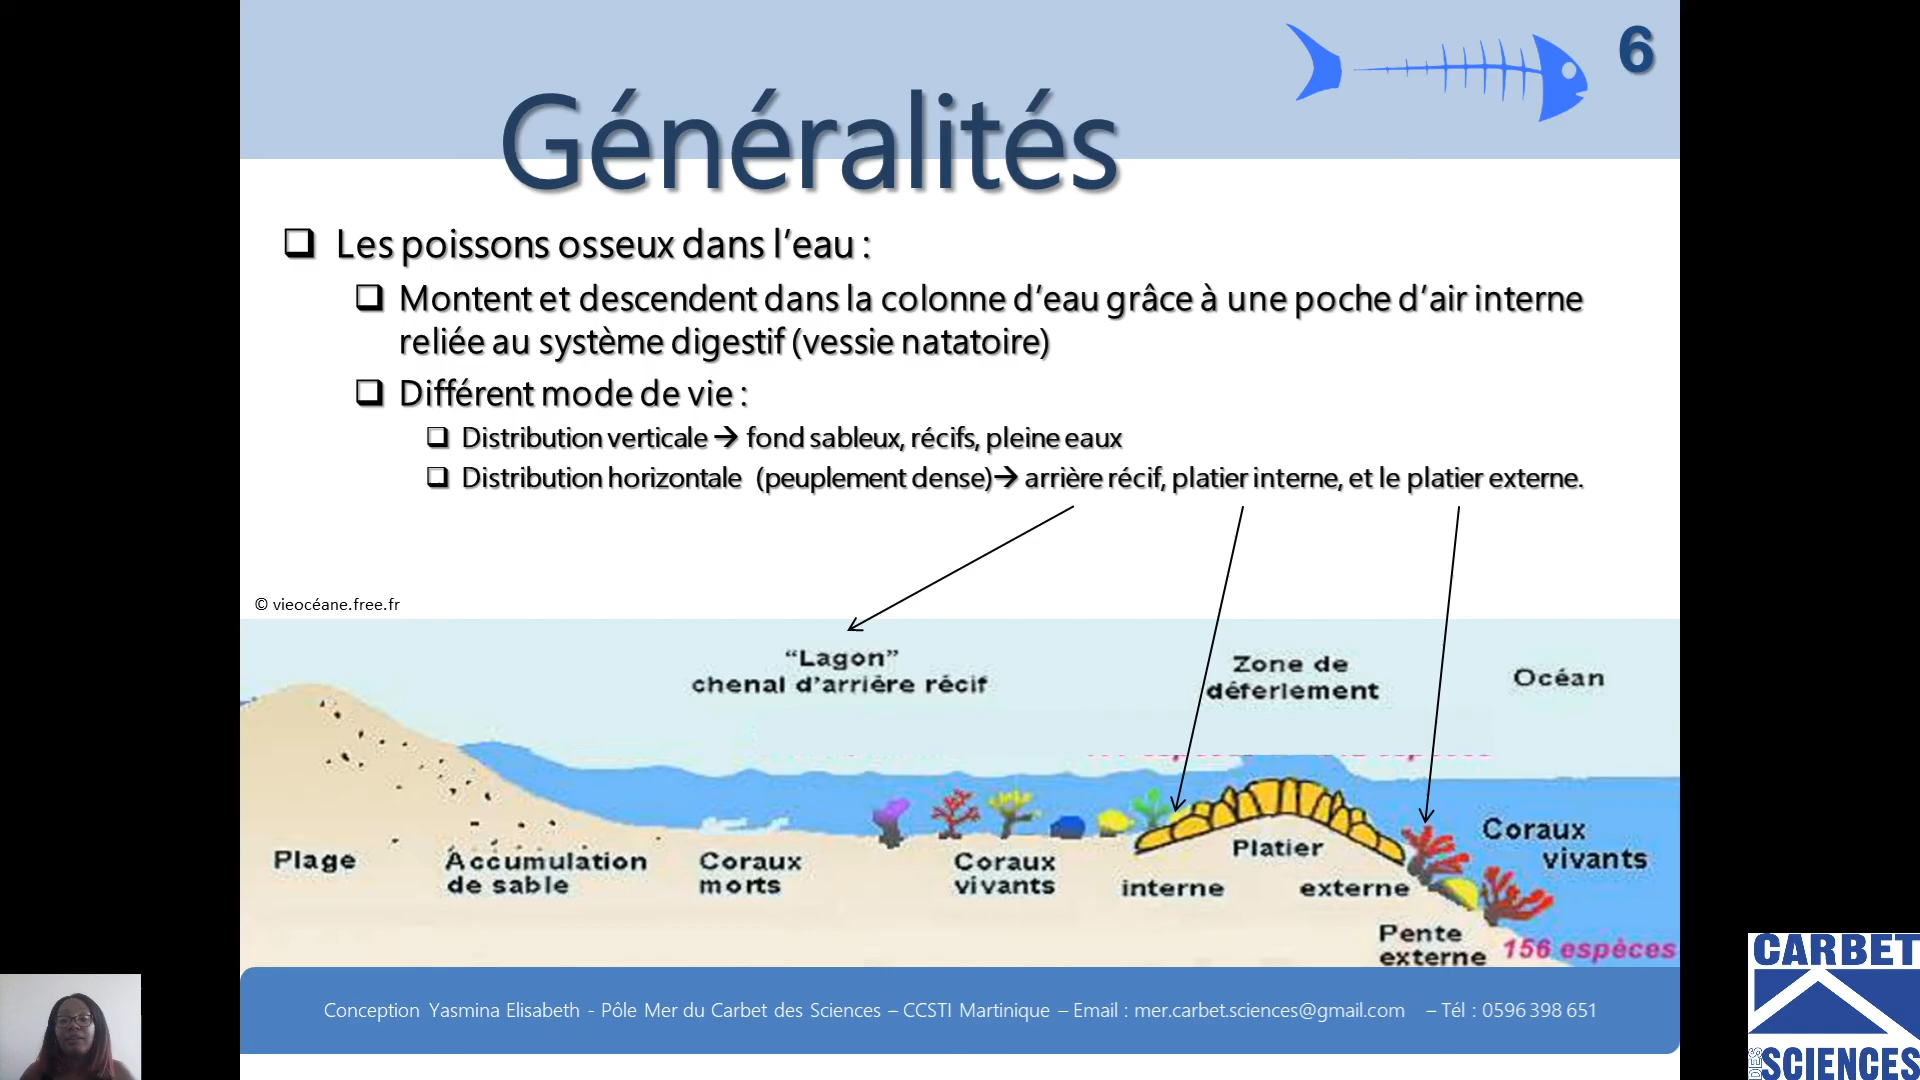 6
Généralités
Les poissons osseux dans l'eau :
Montent et descendent dans la colonne d'eau grâce à une poche d'air interne
reliée au système digestif (vessie natatoire)
Différent mode de vie :
Distribution verticale → fond sableux, récifs, pleine eaux
Distribution horizontale (peuplement dense)→ arrière récif, platier interne, et le platier externe.
© vieocéane.free.fr
“Lagon”
chenal d'arrière récif
Zone de
déferlement
Océan
Plage
Accumulation
de sable
Coraux
morts
Coraux
vivants
Platier
interne
externe
Coraux
vivants
Pente
externe
156 espèces
Conception Yasmina Elisabeth - Pôle Mer du Carbet des Sciences – CCSTI Martinique – Email : mer.carbet.sciences@gmail.com – Tél : 0596 398 651
CARBET
DES SCIENCES